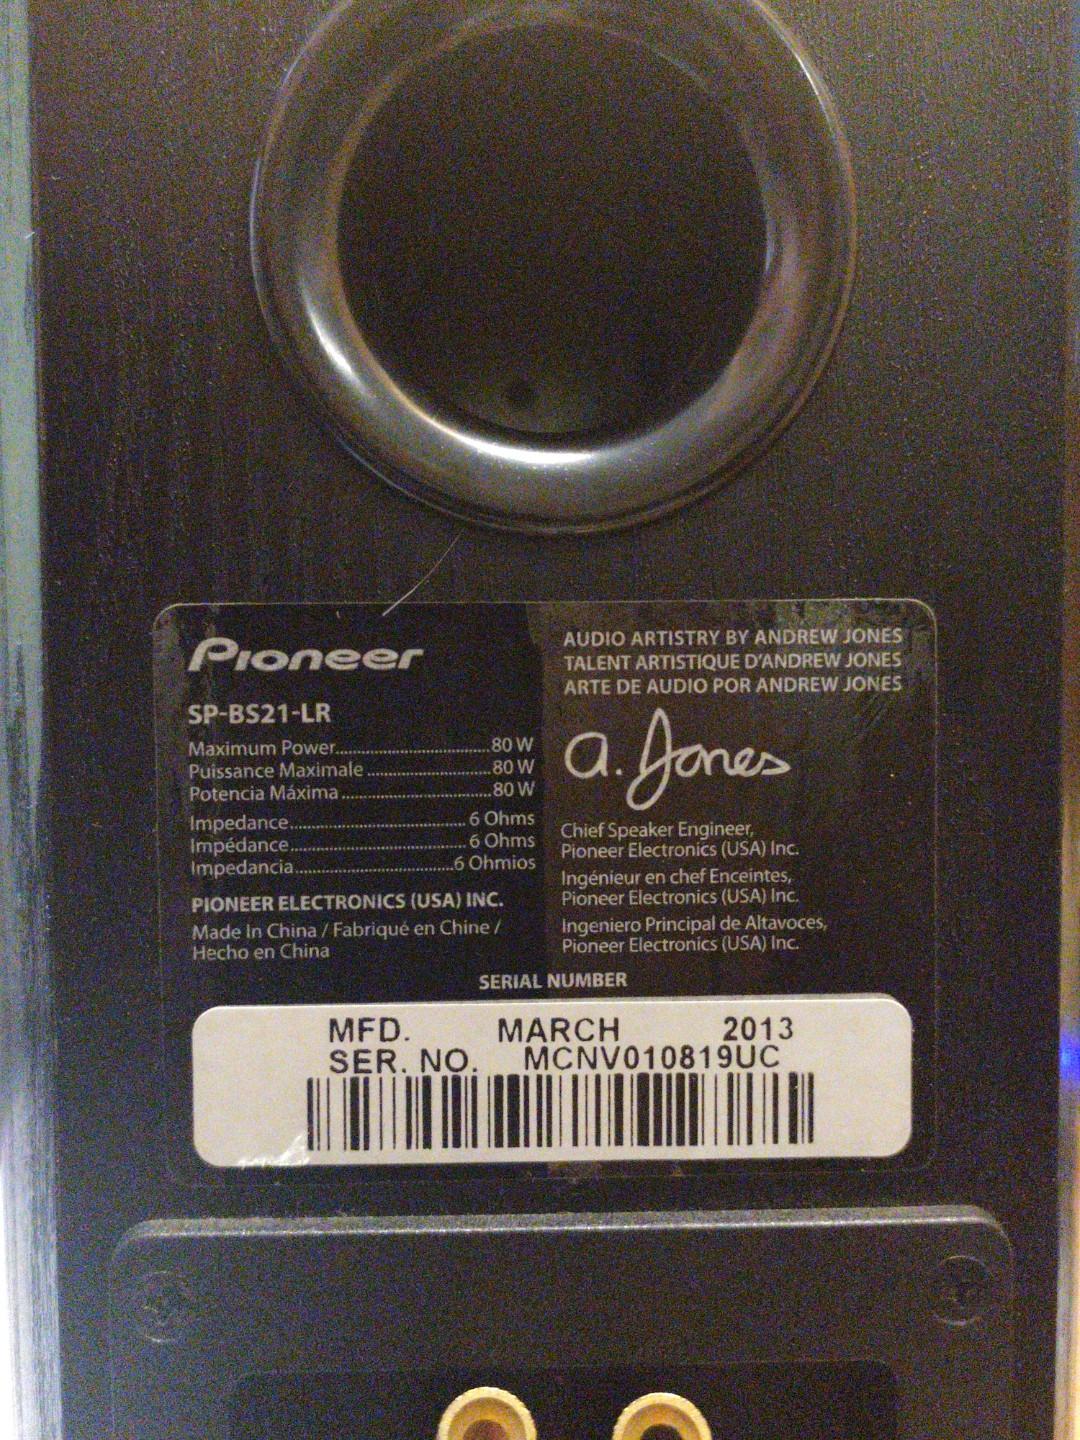 Pioneer
SP-BS21-LR
Maximum Power..............................80 W
Puissance Maximale ........................80 W
Potencia Máxima.............................80 W
Impedance...................................6 Ohms
Impédance...................................6 Ohms
Impedancia................................6 Ohmios
PIONEER ELECTRONICS (USA) INC.
Made In China / Fabriqué en Chine /
Hecho en China
AUDIO ARTISTRY BY ANDREW JONES
TALENT ARTISTIQUE D'ANDREW JONES
ARTE DE AUDIO POR ANDREW JONES
a. Jones
Chief Speaker Engineer,
Pioneer Electronics (USA) Inc.
Ingénieur en chef Enceintes,
Pioneer Electronics (USA) Inc.
Ingeniero Principal de Altavoces,
Pioneer Electronics (USA) Inc.
SERIAL NUMBER
MFD. MARCH 2013
SER. NO. MCNV010819UC